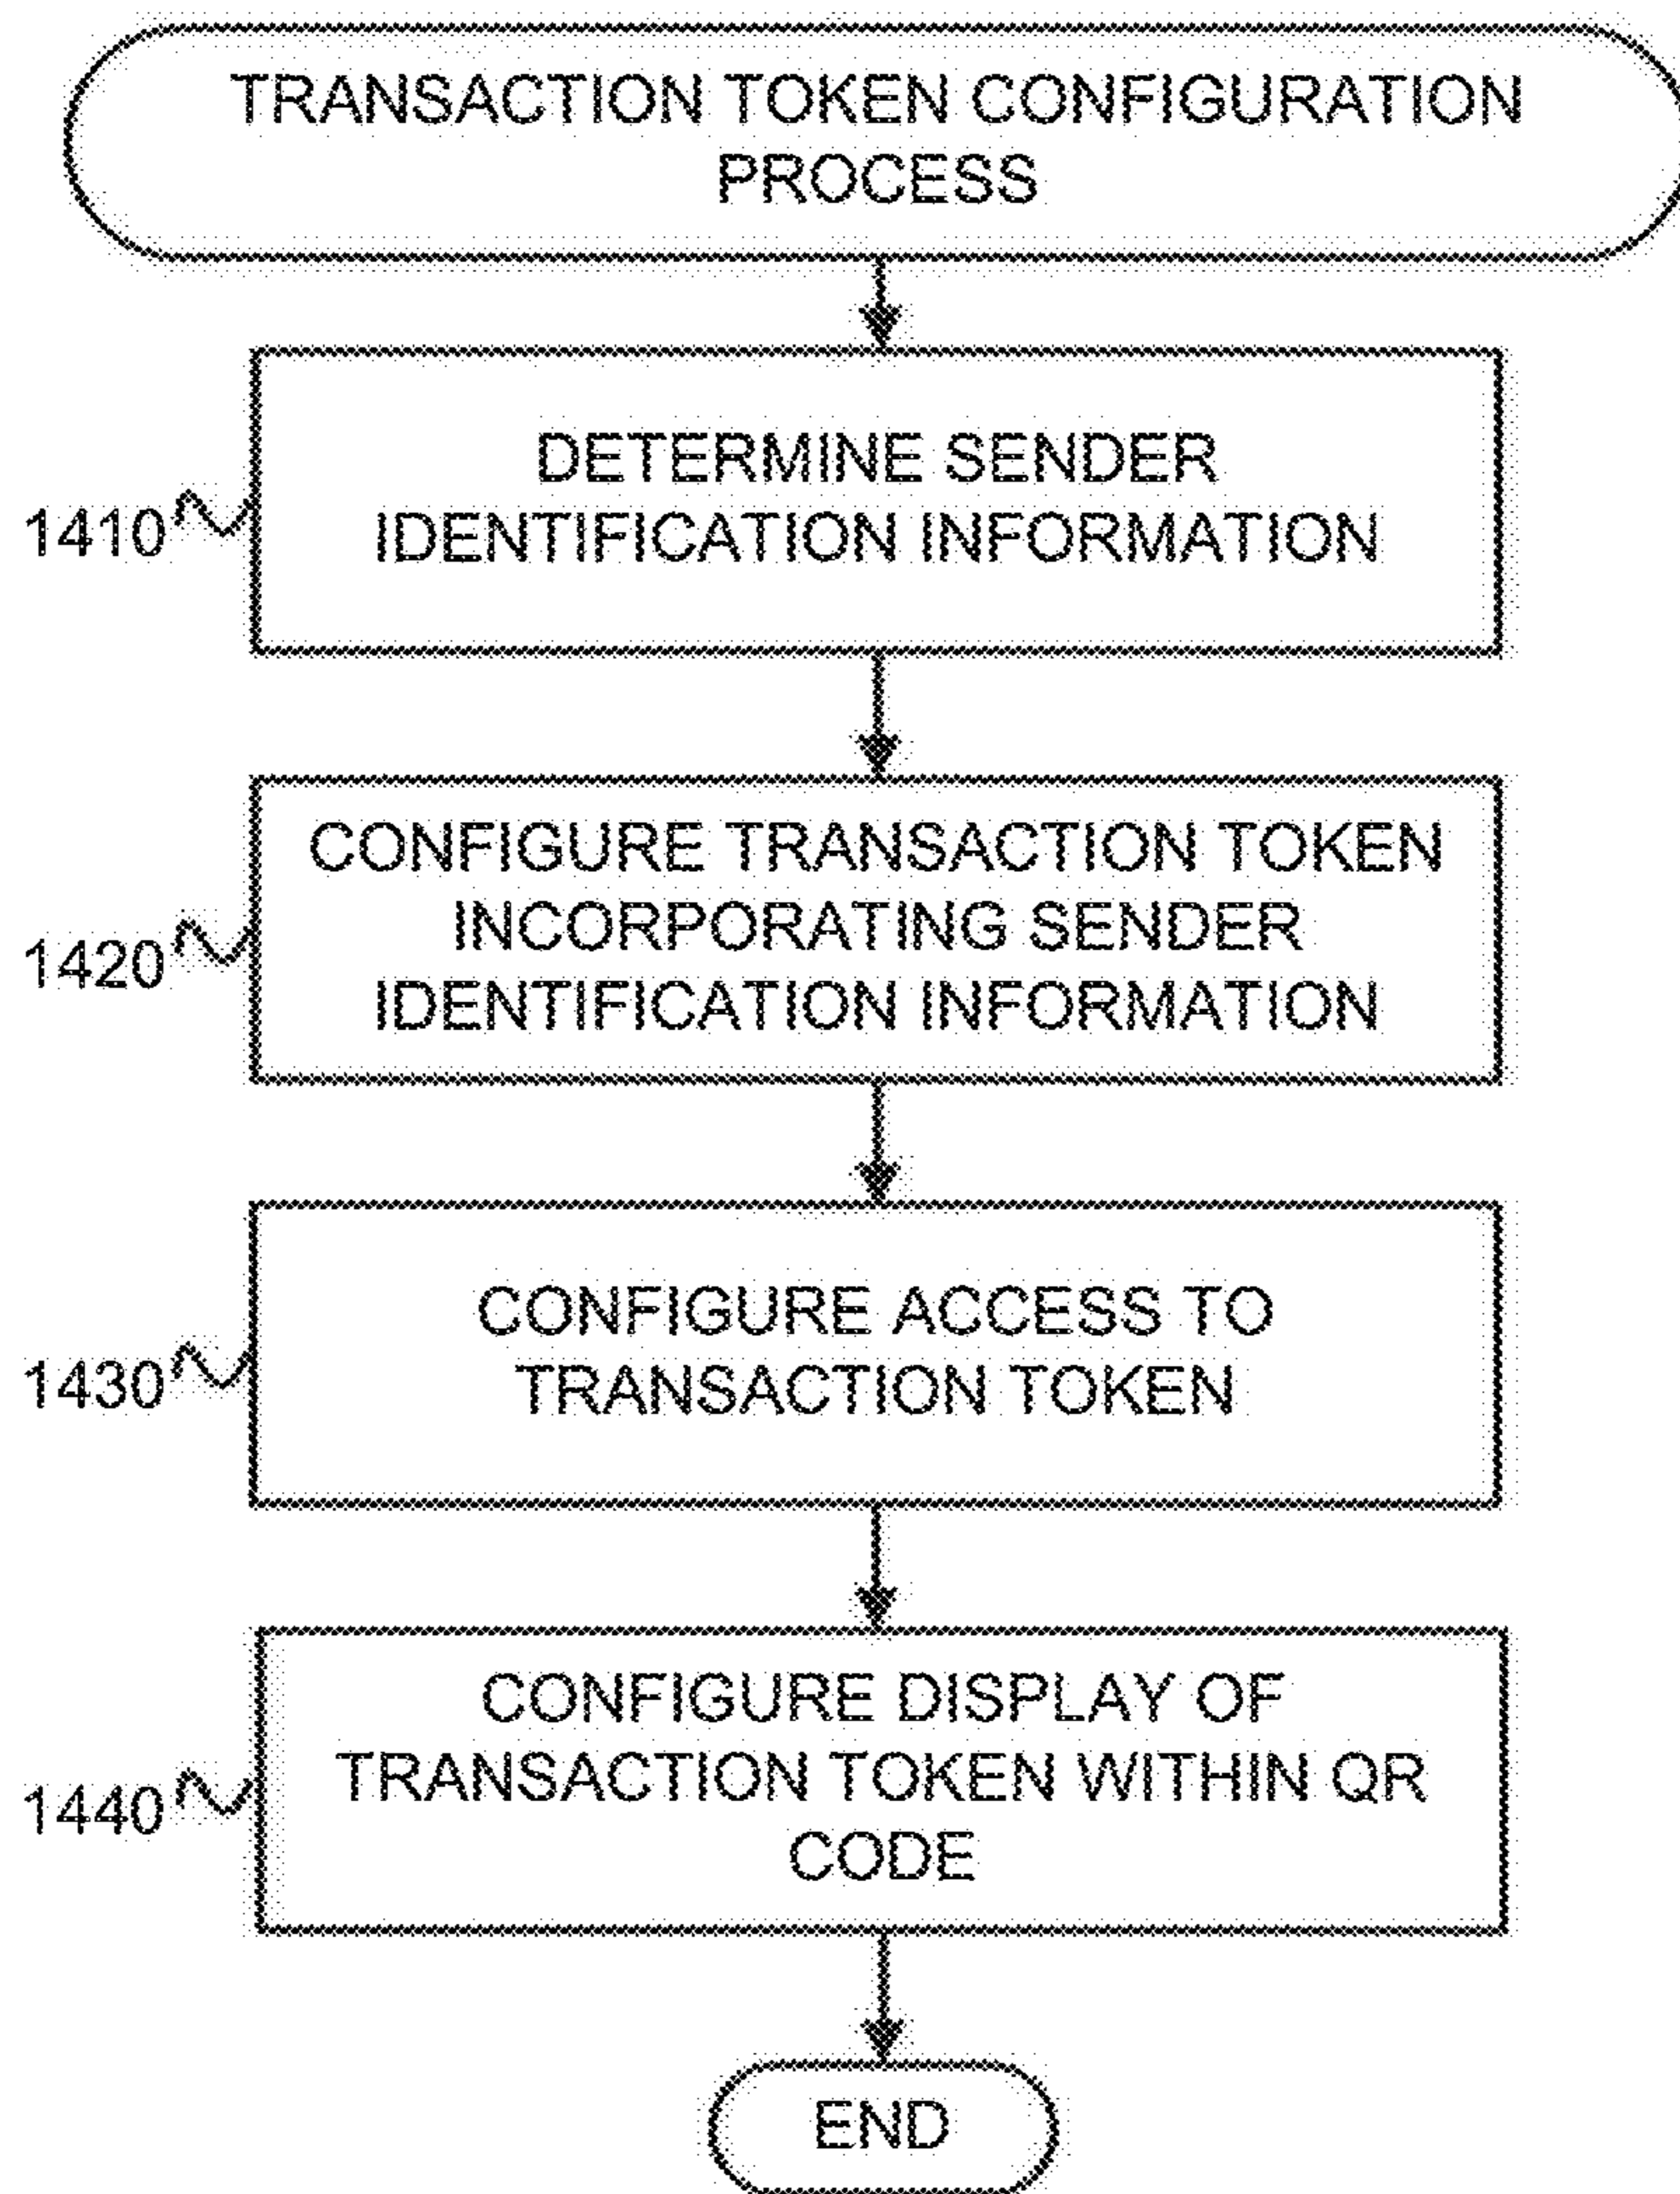 TRANSACTION TOKEN CONFIGURATION
PROCESS
DETERMINE SENDER
IDENTIFICATION INFORMATION
1410
CONFIGURE TRANSACTION TOKEN
INCORPORATING SENDER
IDENTIFICATION INFORMATION
1420
CONFIGURE ACCESS TO
TRANSACTION TOKEN
1430
CONFIGURE DISPLAY OF
TRANSACTION TOKEN WITHIN QR
CODE
1440
END